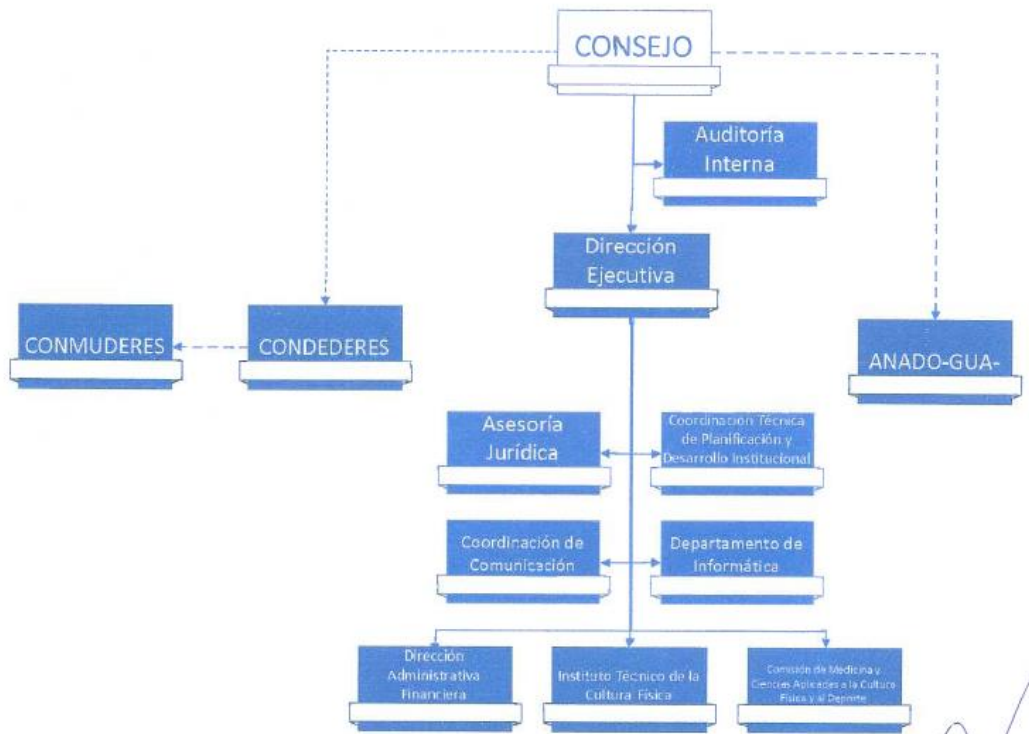 CONSEJO
Auditoría
Interna
Dirección
Ejecutiva
CONMUDERES
CONDEDERES
ANADO-GUA-
Asesoría
Jurídica
Coordinación Técnica
de Planificación y
Desarrollo Institucional
Coordinación de
Comunicación
Departamento de
Informática
Dirección
Administrativa
Financiera
Instituto Técnico de la
Cultura Física
Comisión de Medicina y
Ciencias Aplicadas a la Cultura
Física y al Deporte